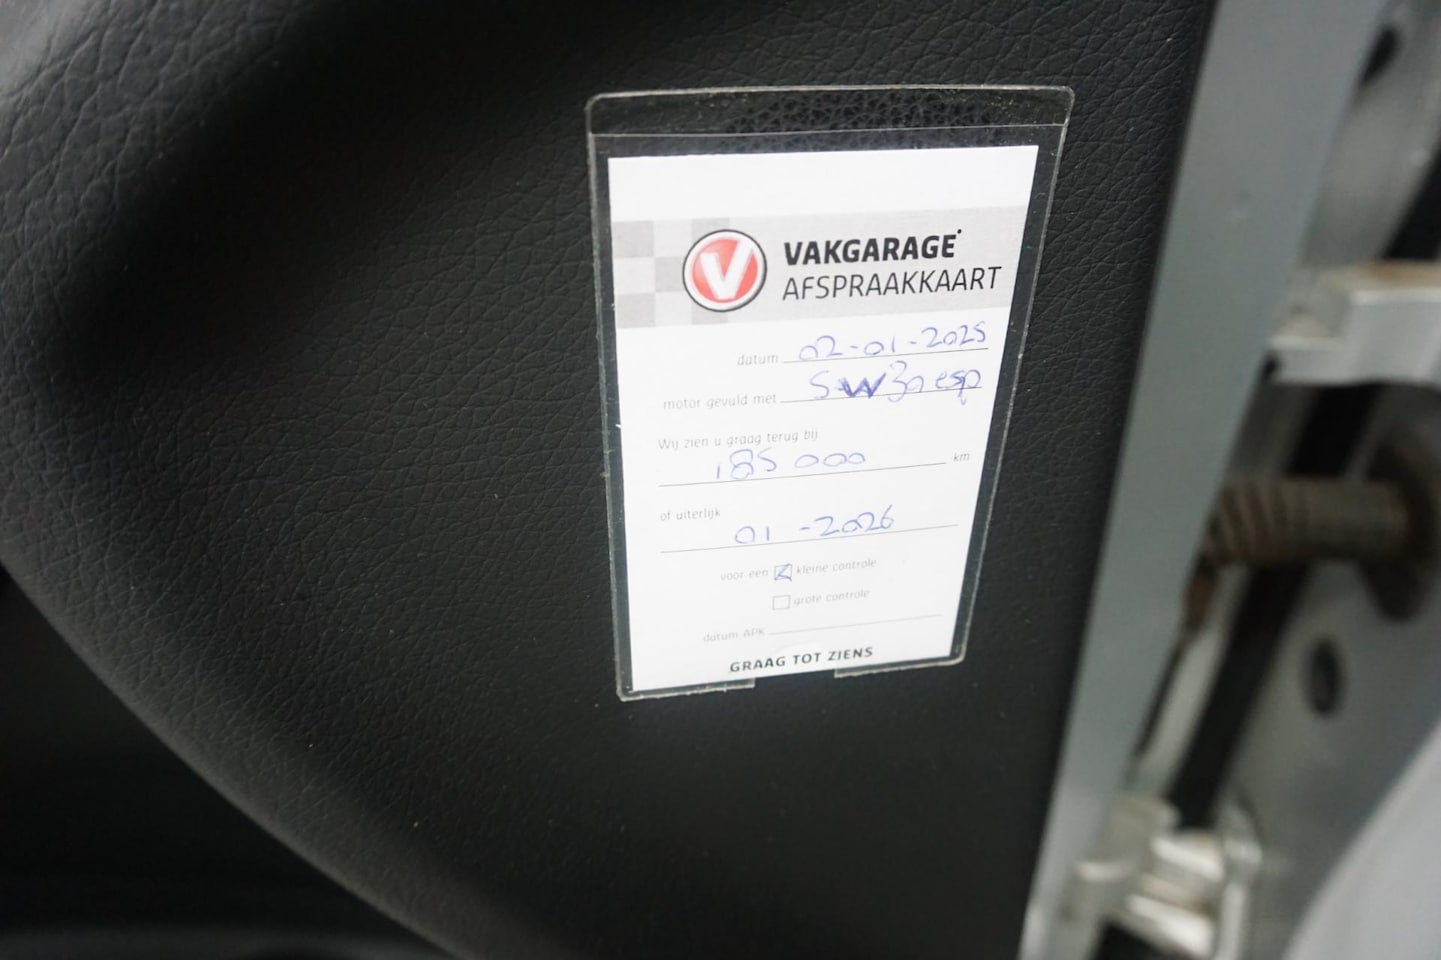 V
VAKGARAGE
AFSPRAAKKAART
datum 02-01-2025
motor gevuld met 5W30 esp
Wij zien u graag terug bij
185 000 km
of uiterlijk
01 - 2026
voor een kleine controle
grote controle
datum APK
GRAAG TOT ZIENS